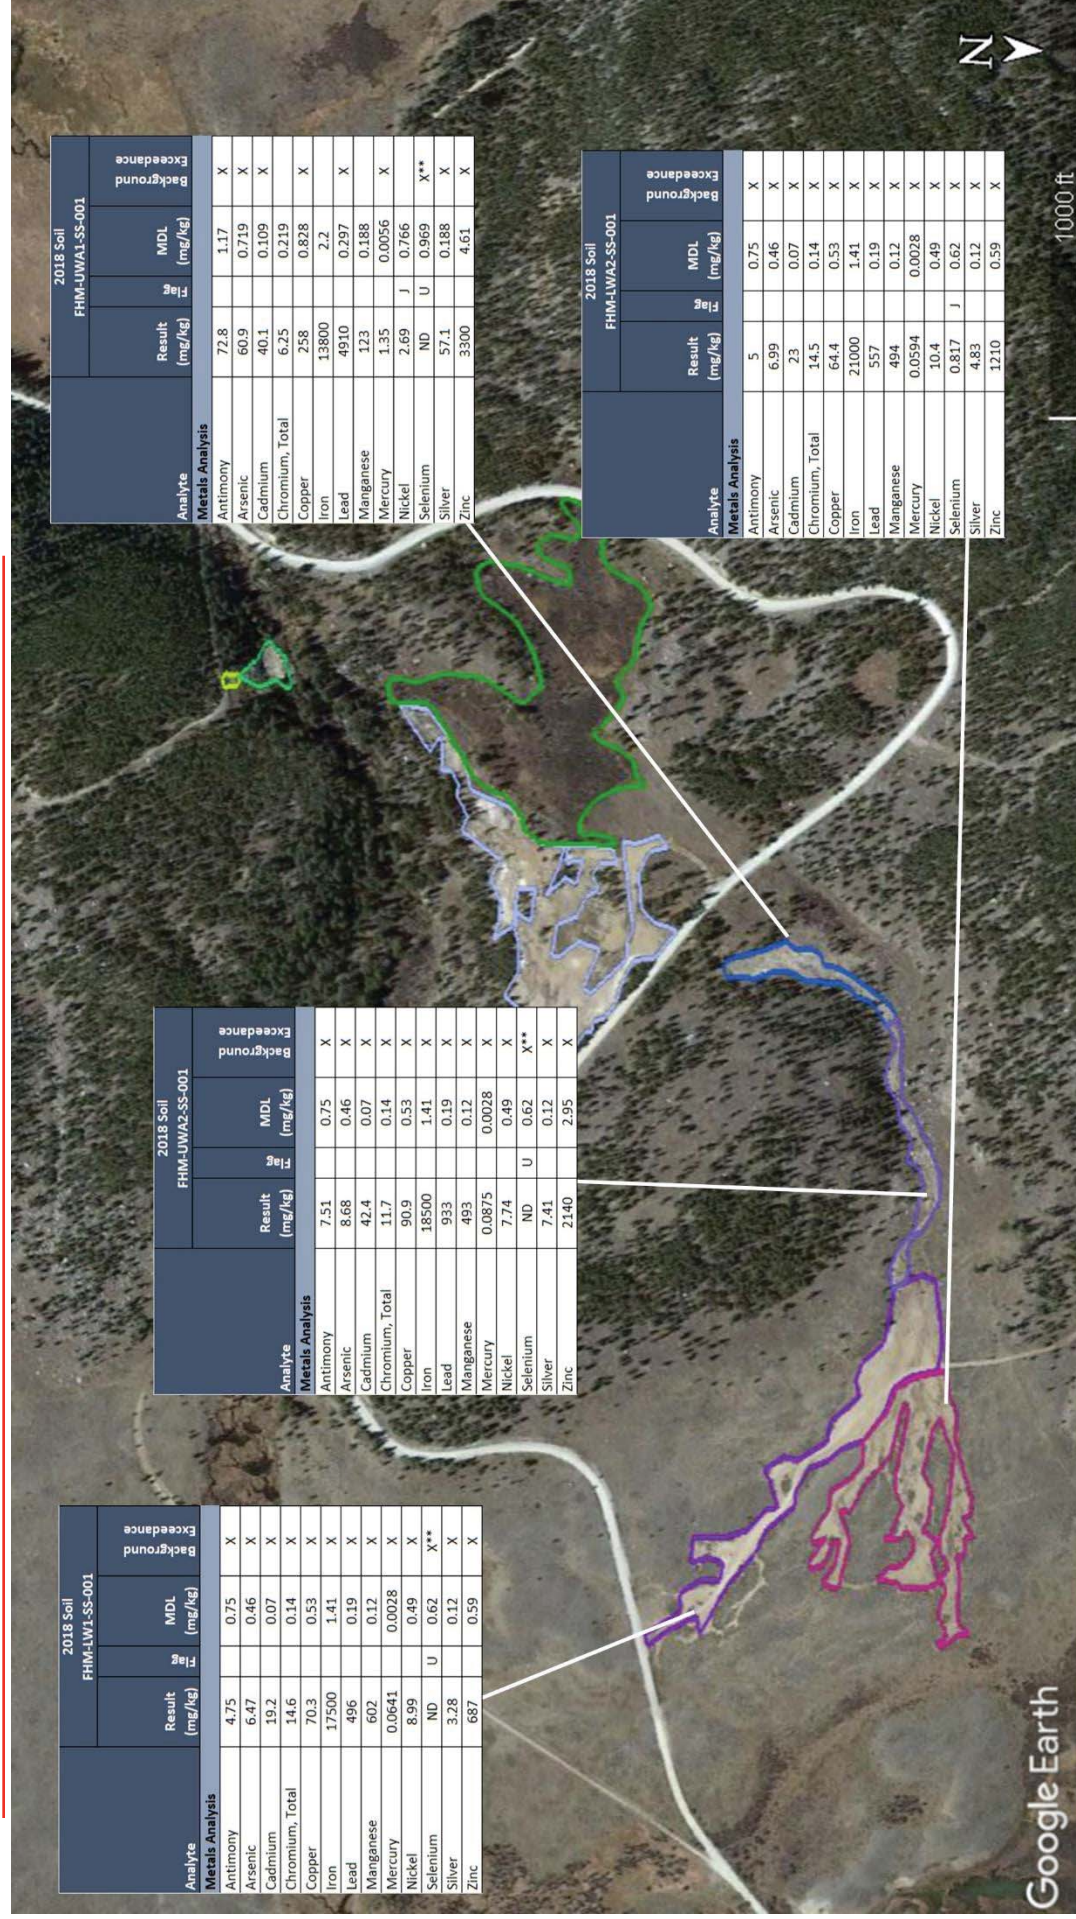 2018 Soil
FHM-LW1-SS-001
Analyte Result (mg/kg) Flag MDL (mg/kg) Background Exceedance
Metals Analysis
Antimony 4.75 0.75 X
Arsenic 6.47 0.46 X
Cadmium 19.2 0.07 X
Chromium, Total 14.6 0.14 X
Copper 70.3 0.53 X
Iron 17500 1.41 X
Lead 496 0.19 X
Manganese 602 0.12 X
Mercury 0.0641 0.0028 X
Nickel 8.99 0.49 X
Selenium ND U 0.62 X**
Silver 3.28 0.12 X
Zinc 687 0.59 X
2018 Soil
FHM-UWA2-SS-001
Analyte Result (mg/kg) Flag MDL (mg/kg) Background Exceedance
Metals Analysis
Antimony 7.51 0.75 X
Arsenic 8.68 0.46 X
Cadmium 42.4 0.07 X
Chromium, Total 11.7 0.14 X
Copper 90.9 0.53 X
Iron 18500 1.41 X
Lead 933 0.19 X
Manganese 493 0.12 X
Mercury 0.0875 0.0028 X
Nickel 7.74 0.49 X
Selenium ND U 0.62 X**
Silver 7.41 0.12 X
Zinc 2140 2.95 X
2018 Soil
FHM-UWA1-SS-001
Analyte Result (mg/kg) Flag MDL (mg/kg) Background Exceedance
Metals Analysis
Antimony 72.8 1.17 X
Arsenic 60.9 0.719 X
Cadmium 40.1 0.109 X
Chromium, Total 6.25 0.219
Copper 258 0.828 X
Iron 13800 2.2
Lead 4910 0.297 X
Manganese 123 0.188
Mercury 1.35 0.0056 X
Nickel 2.69 J 0.766
Selenium ND U 0.969 X**
Silver 57.1 0.188 X
Zinc 3300 4.61 X
2018 Soil
FHM-LWA2-SS-001
Analyte Result (mg/kg) Flag MDL (mg/kg) Background Exceedance
Metals Analysis
Antimony 5 0.75 X
Arsenic 6.99 0.46 X
Cadmium 23 0.07 X
Chromium, Total 14.5 0.14 X
Copper 64.4 0.53 X
Iron 21000 1.41 X
Lead 557 0.19 X
Manganese 494 0.12 X
Mercury 0.0594 0.0028 X
Nickel 10.4 0.49 X
Selenium 0.817 J 0.62 X
Silver 4.83 0.12 X
Zinc 1210 0.59 X
N
Google Earth
1000 ft